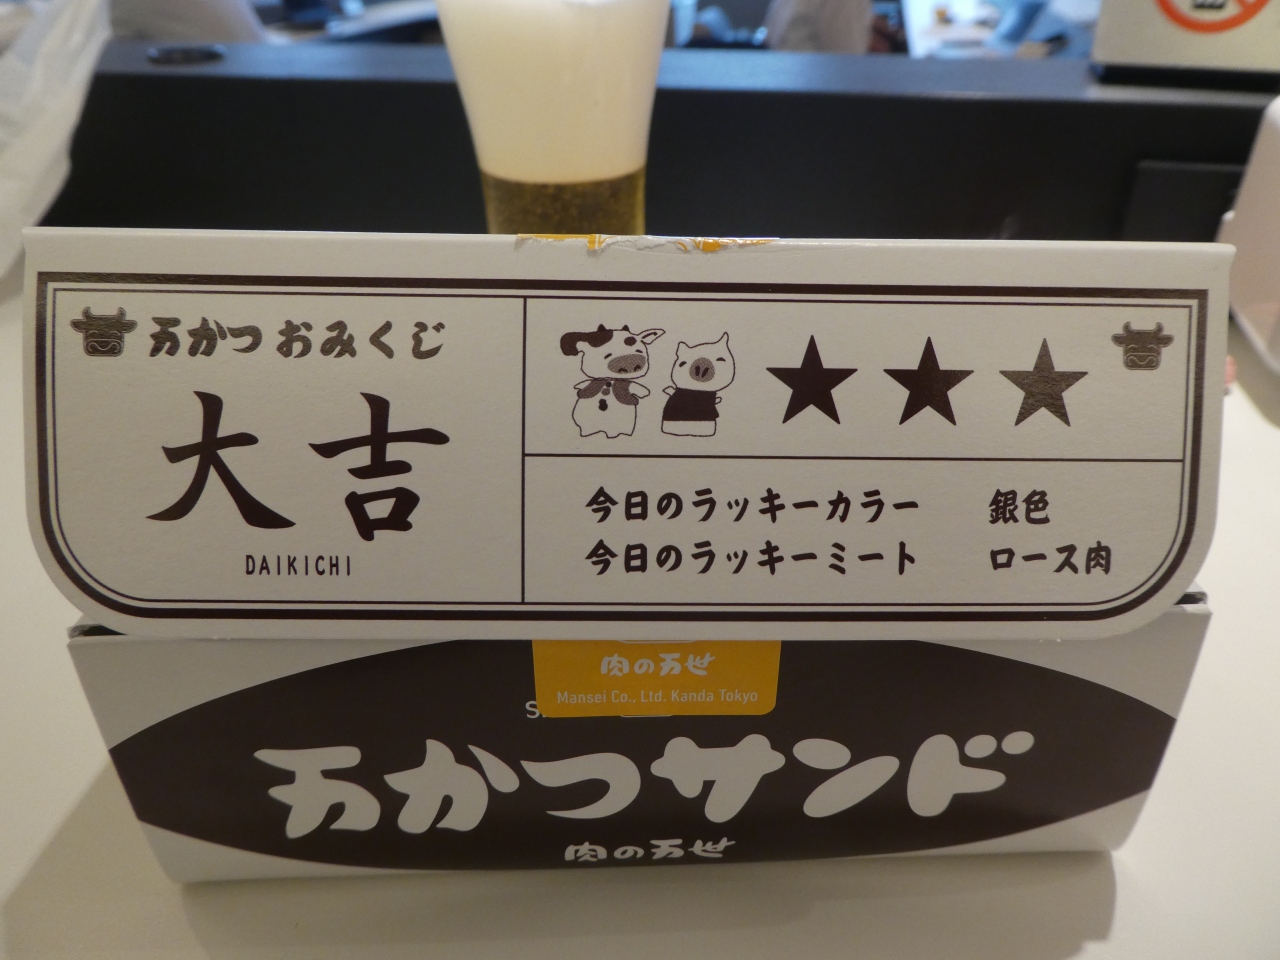 万かつ おみくじ
大吉
DAIKICHI
★★★
今日のラッキーカラー 銀色
今日のラッキーミート ロース肉
肉の万世
Mansei Co., Ltd. Kanda Tokyo
万かつサンド
肉の万世